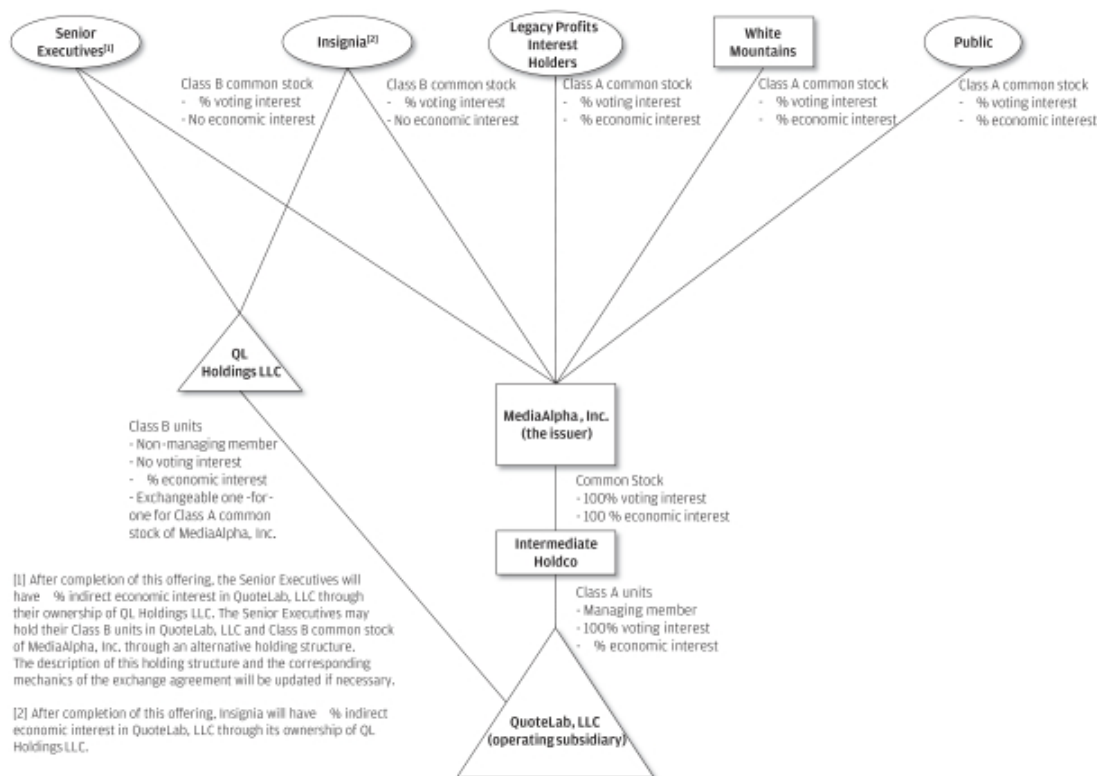 Senior
Executives[1]
Insignia[2]
Legacy Profits
Interest
Holders
White
Mountains
Public
Class B common stock
- % voting interest
- No economic interest
Class B common stock
- % voting interest
- No economic interest
Class A common stock
- % voting interest
- % economic interest
Class A common stock
- % voting interest
- % economic interest
Class A common stock
- % voting interest
- % economic interest
QL
Holdings LLC
MediaAlpha, Inc.
(the issuer)
Class B units
- Non-managing member
- No voting interest
- % economic interest
- Exchangeable one -for-
one for Class A common
stock of MediaAlpha, Inc.
Common Stock
- 100% voting interest
- 100 % economic interest
Intermediate
Holdco
Class A units
- Managing member
- 100% voting interest
- % economic interest
[1] After completion of this offering, the Senior Executives will
have % indirect economic interest in QuoteLab, LLC through
their ownership of QL Holdings LLC. The Senior Executives may
hold their Class B units in QuoteLab, LLC and Class B common stock
of MediaAlpha, Inc. through an alternative holding structure.
The description of this holding structure and the corresponding
mechanics of the exchange agreement will be updated if necessary.
[2] After completion of this offering, Insignia will have % indirect
economic interest in QuoteLab, LLC through its ownership of QL
Holdings LLC.
QuoteLab, LLC
(operating subsidiary)